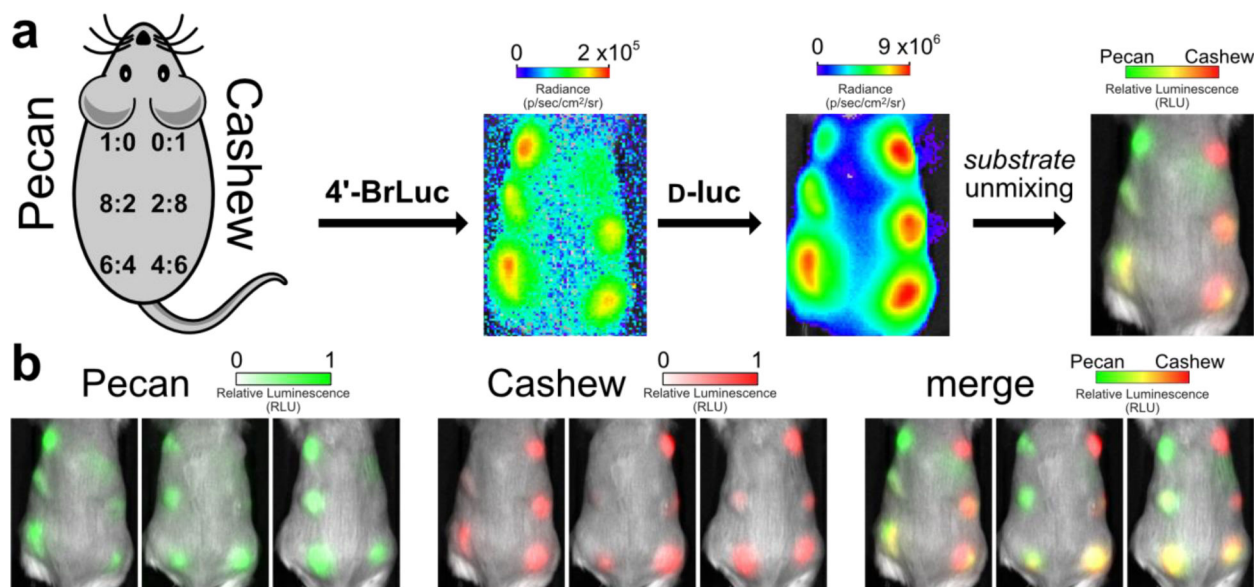 a
Pecan
Cashew
1:0 0:1
8:2 2:8
6:4 4:6
4'-BrLuc
0 2 x10⁵
Radiance
(p/sec/cm²/sr)
D-luc
0 9 x10⁶
Radiance
(p/sec/cm²/sr)
substrate
unmixing
Pecan Cashew
Relative Luminescence
(RLU)
b
Pecan
0 1
Relative Luminescence
(RLU)
Cashew
0 1
Relative Luminescence
(RLU)
merge
Pecan Cashew
Relative Luminescence
(RLU)